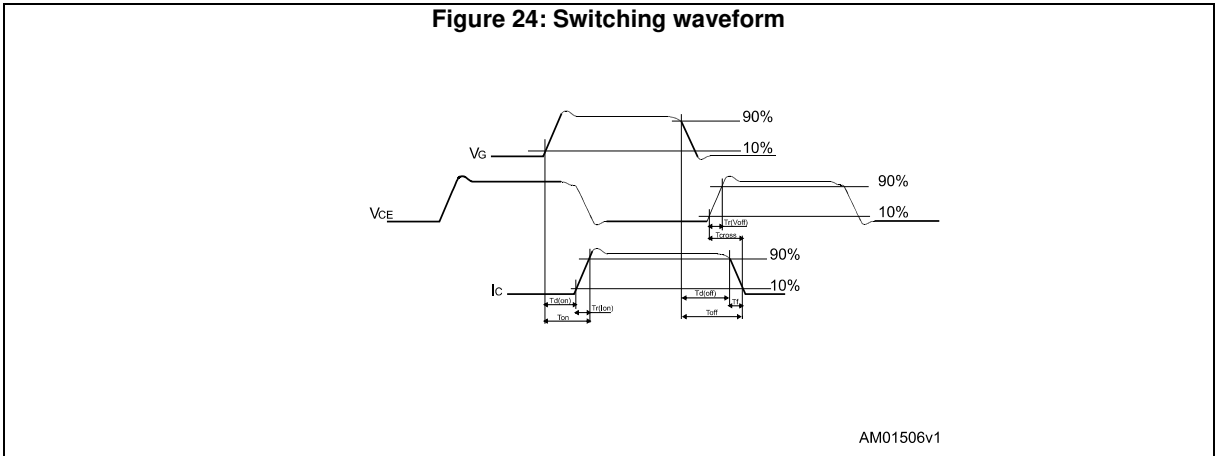 Figure 24: Switching waveform
90%
10%
VG
90%
VCE
10%
Tr(Voff)
Tcross
90%
IC
10%
Td(on)
Td(off)
Tr(Ion)
Tf
Ton
Toff
AM01506v1